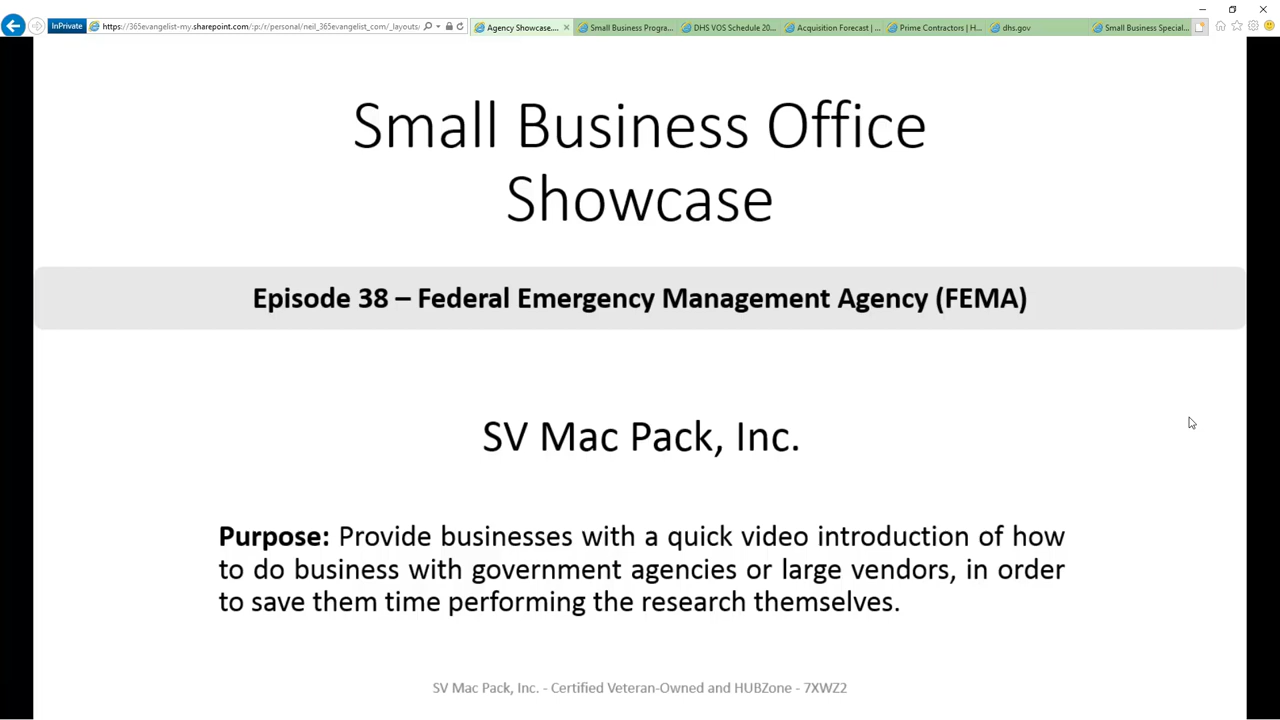 InPrivate
https://365evangelist-my.sharepoint.com/:p:/r/personal/neil_365evangelist_com/_layouts/
Agency Showcase....
Small Business Progra...
DHS VOS Schedule 20...
Acquisition Forecast | ...
Prime Contractors | H...
dhs.gov
Small Business Special...
Small Business Office
Showcase
Episode 38 – Federal Emergency Management Agency (FEMA)
SV Mac Pack, Inc.
Purpose: Provide businesses with a quick video introduction of how
to do business with government agencies or large vendors, in order
to save them time performing the research themselves.
SV Mac Pack, Inc. - Certified Veteran-Owned and HUBZone - 7XWZ2